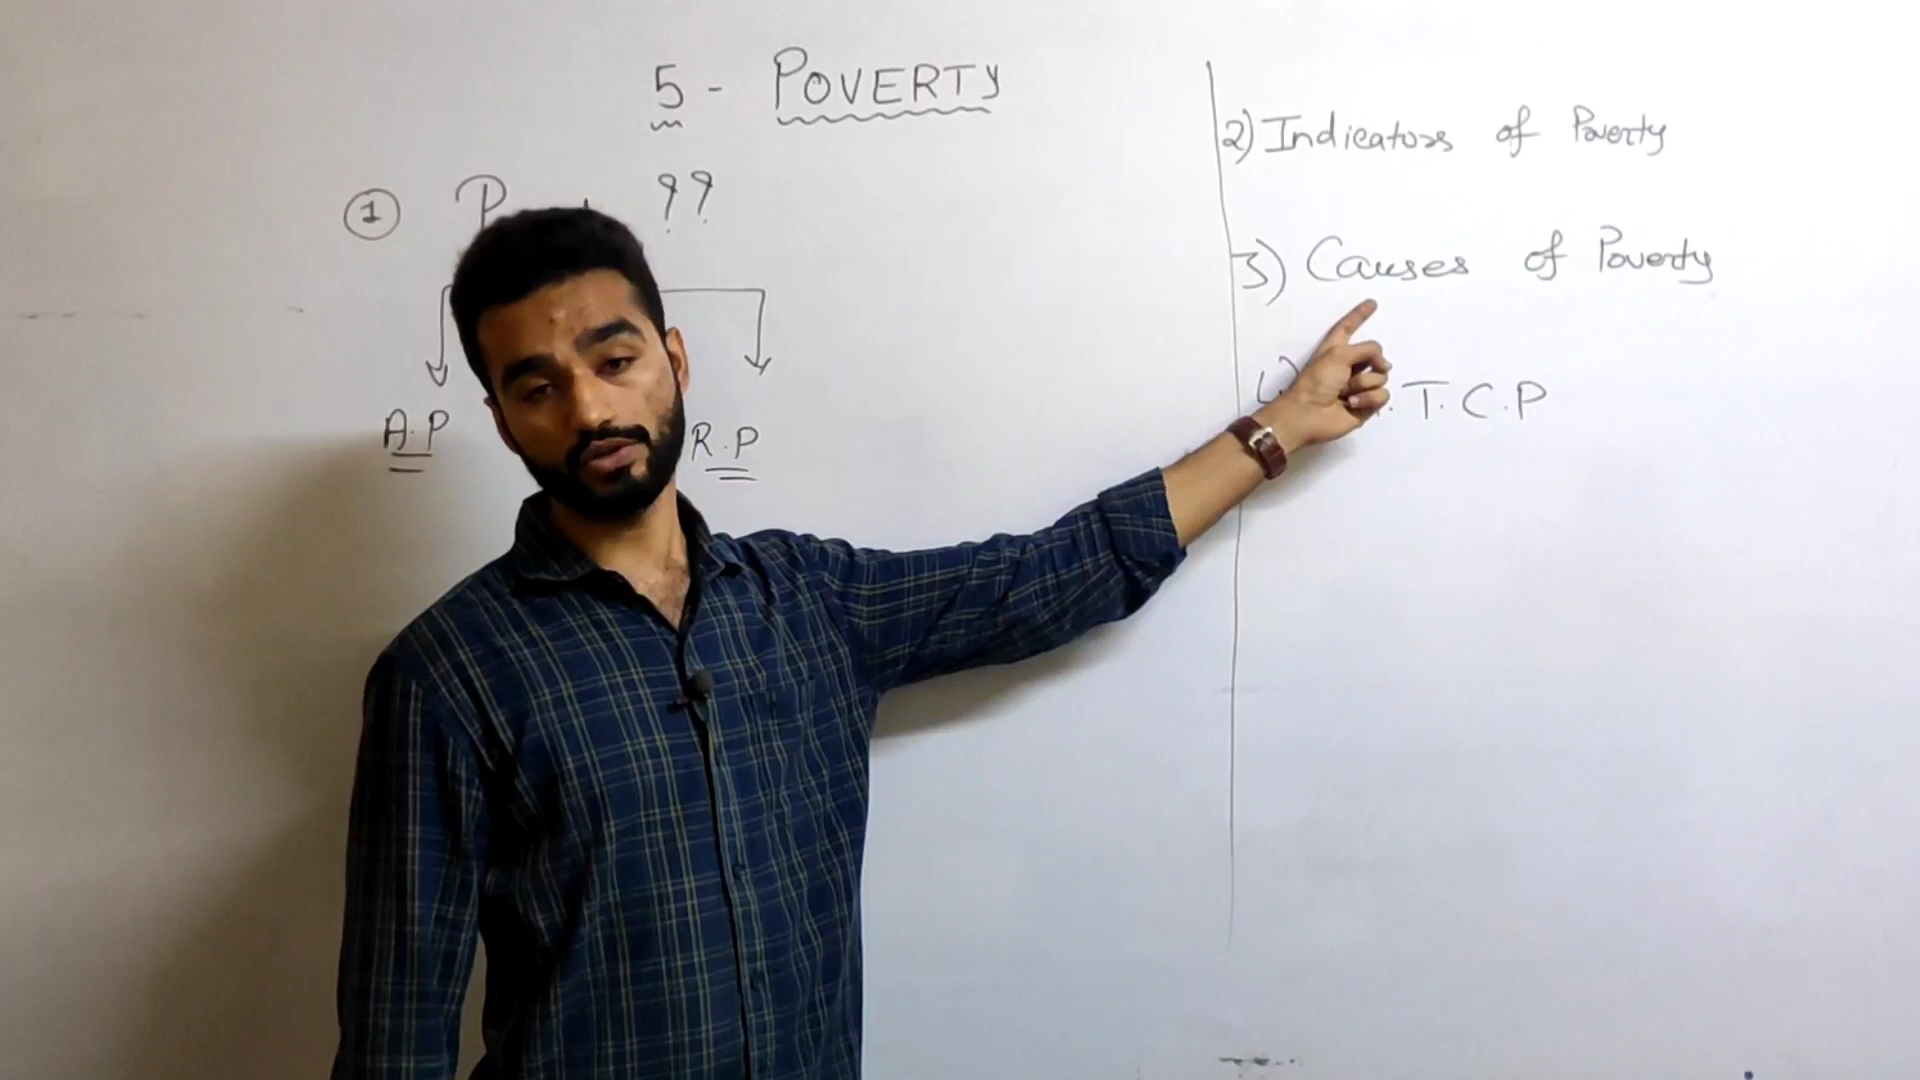 5 - POVERTY
1 ??
A.P
R.P
2) Indicators of Poverty
3) Causes of Poverty
T.C.P